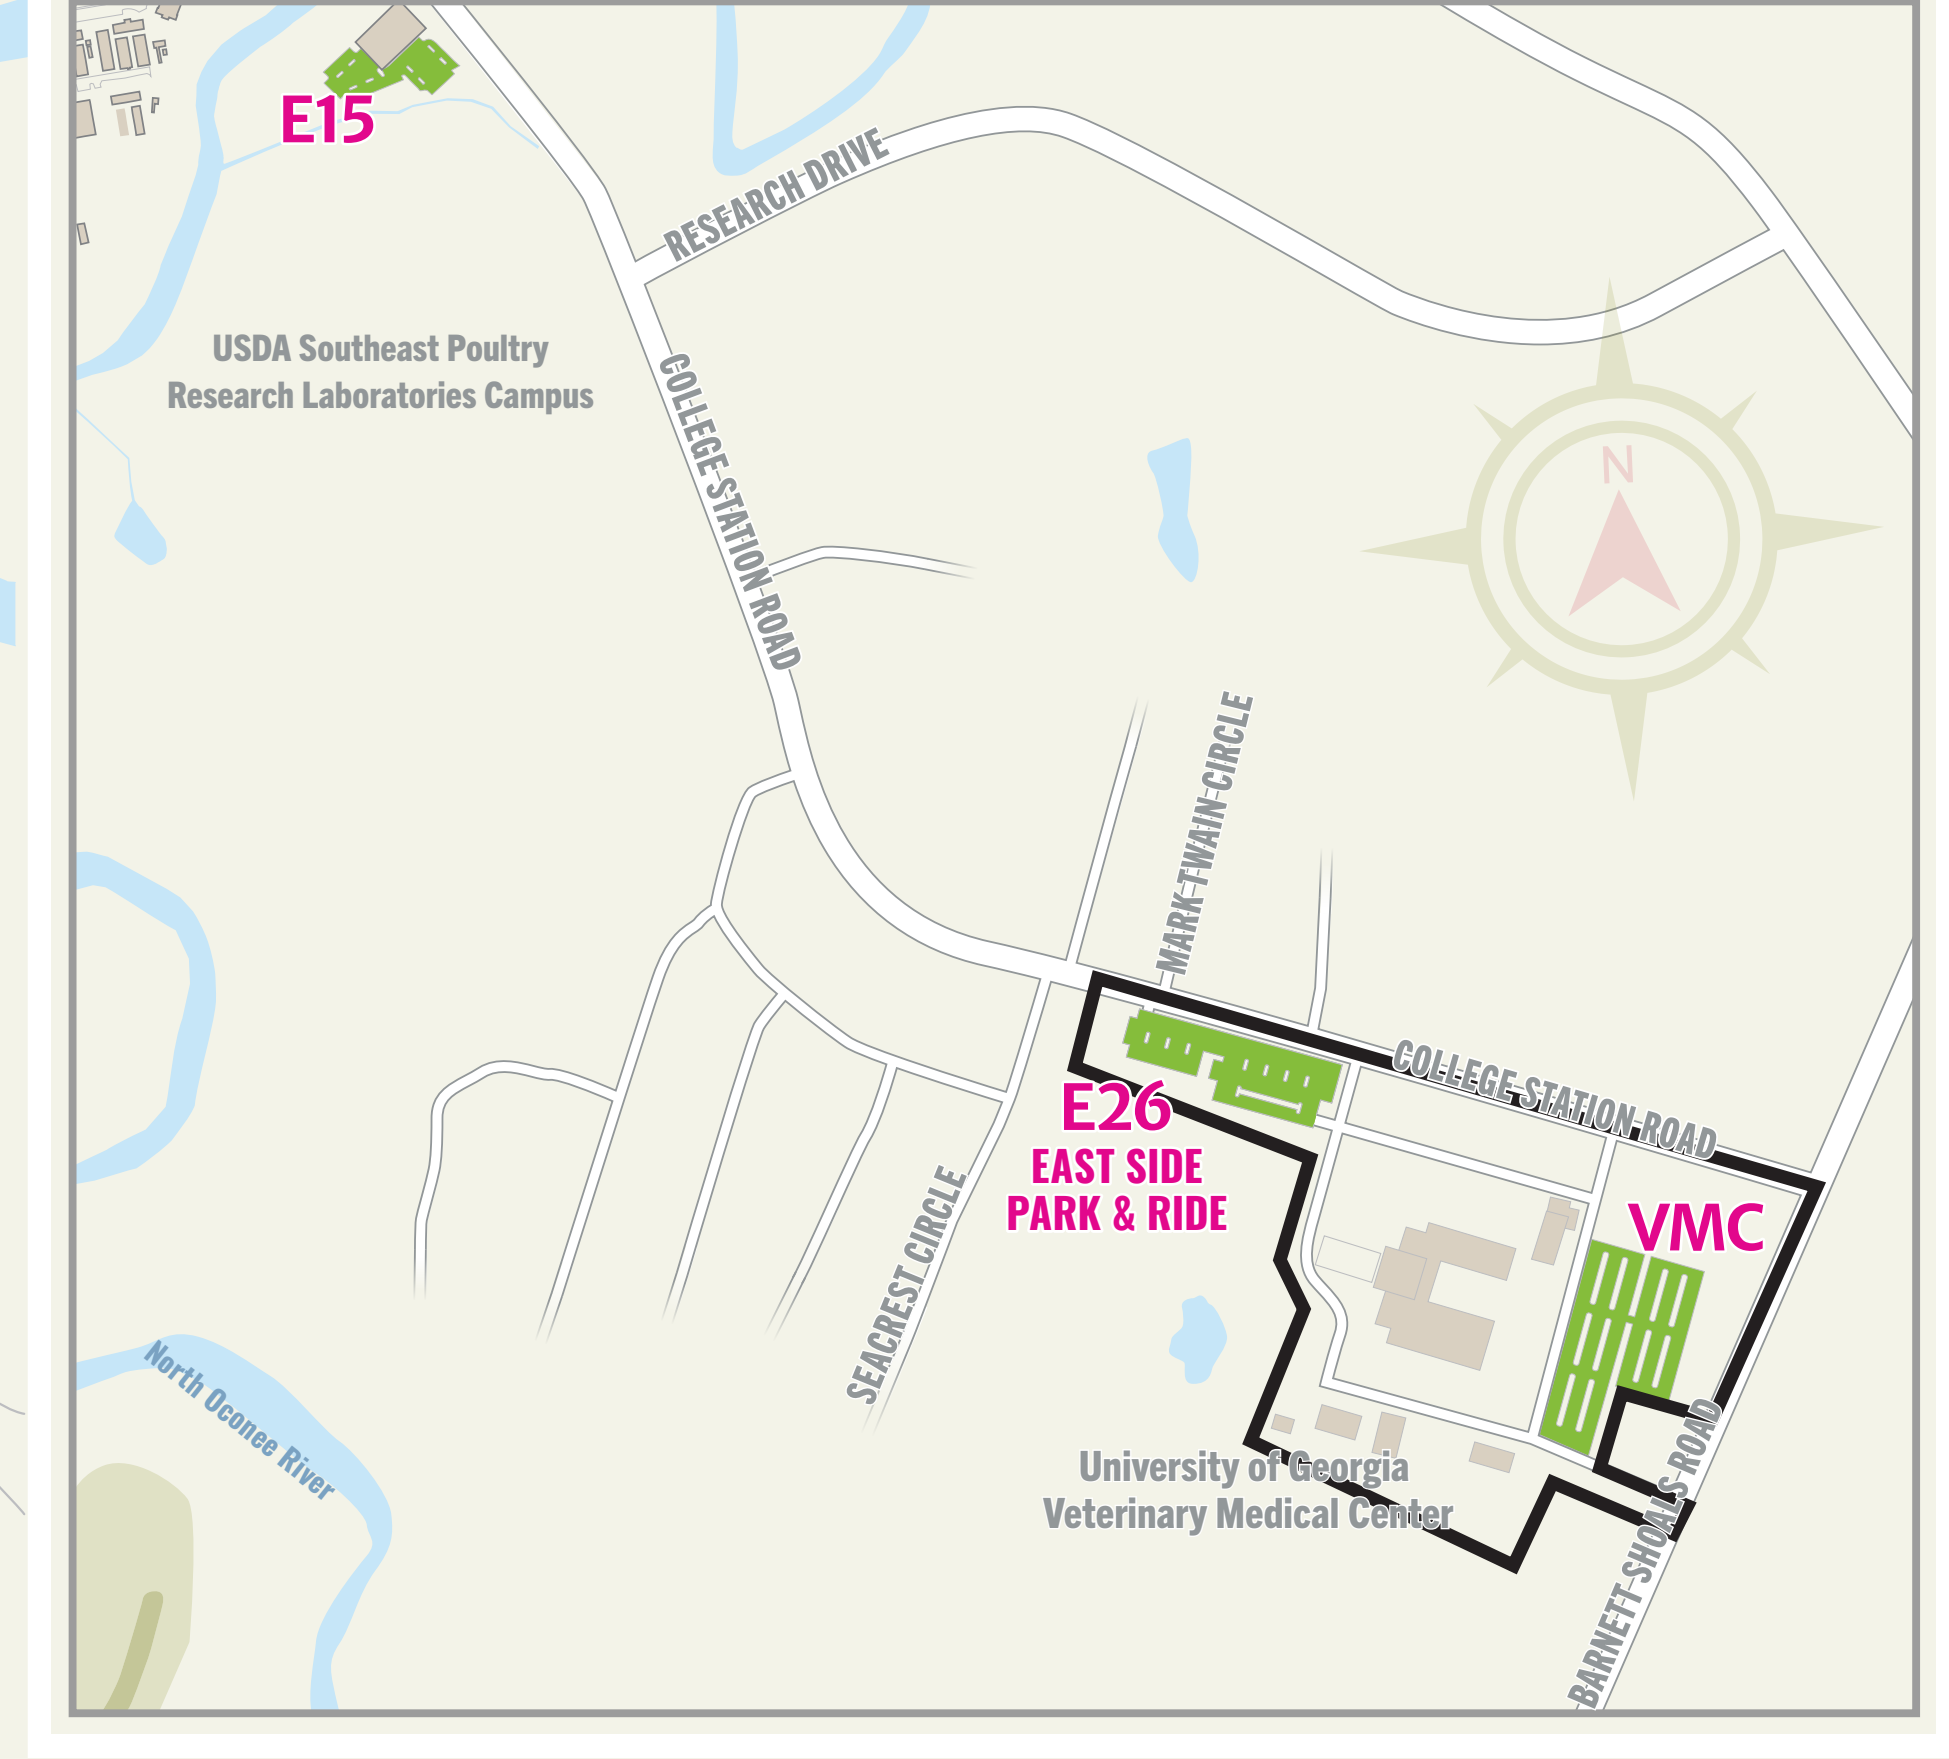 E15
RESEARCH DRIVE
USDA Southeast Poultry
Research Laboratories Campus
COLLEGE STATION ROAD
N
MARK TWAIN CIRCLE
COLLEGE STATION ROAD
E26
EAST SIDE
PARK & RIDE
VMC
SEACREST CIRCLE
North Oconee River
University of Georgia
Veterinary Medical Center
BARNETT SHOALS ROAD